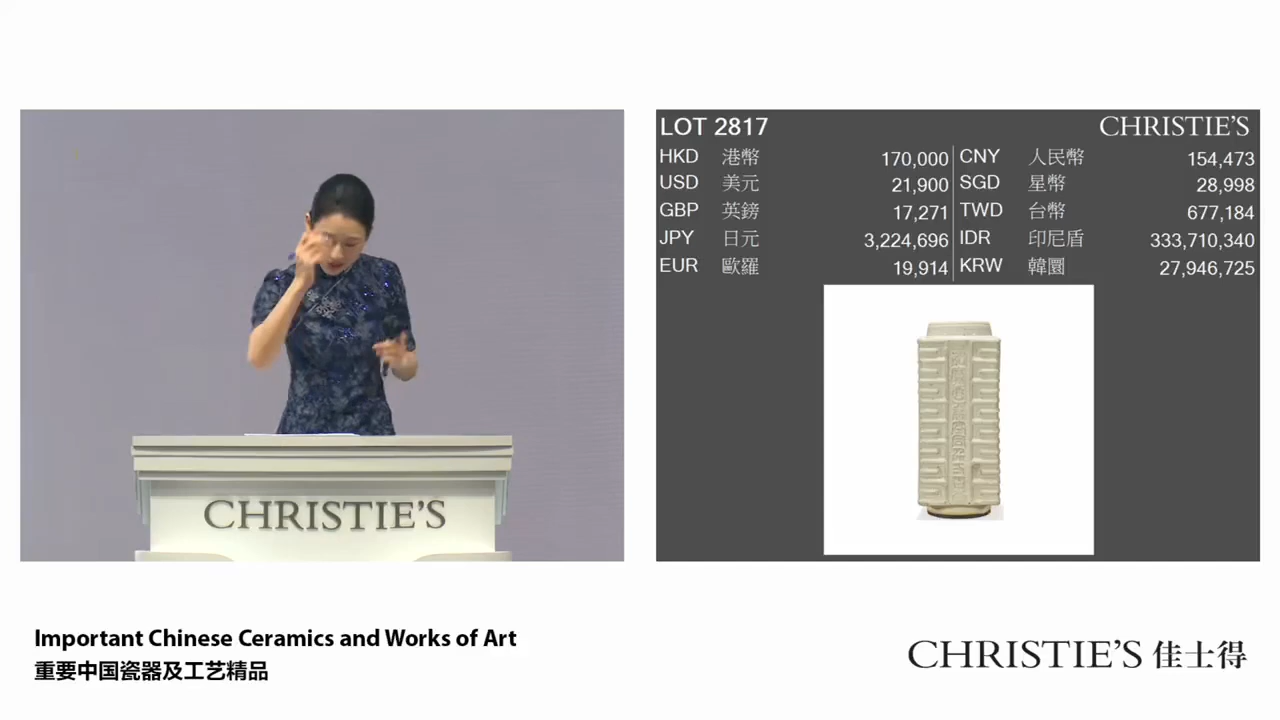 CHRISTIE'S
LOT 2817
CHRISTIE'S
HKD 港幣 170,000 CNY 人民幣 154,473
USD 美元 21,900 SGD 星幣 28,998
GBP 英鎊 17,271 TWD 台幣 677,184
JPY 日元 3,224,696 IDR 印尼盾 333,710,340
EUR 歐羅 19,914 KRW 韓圜 27,946,725
Important Chinese Ceramics and Works of Art
重要中国瓷器及工艺精品
CHRISTIE'S 佳士得